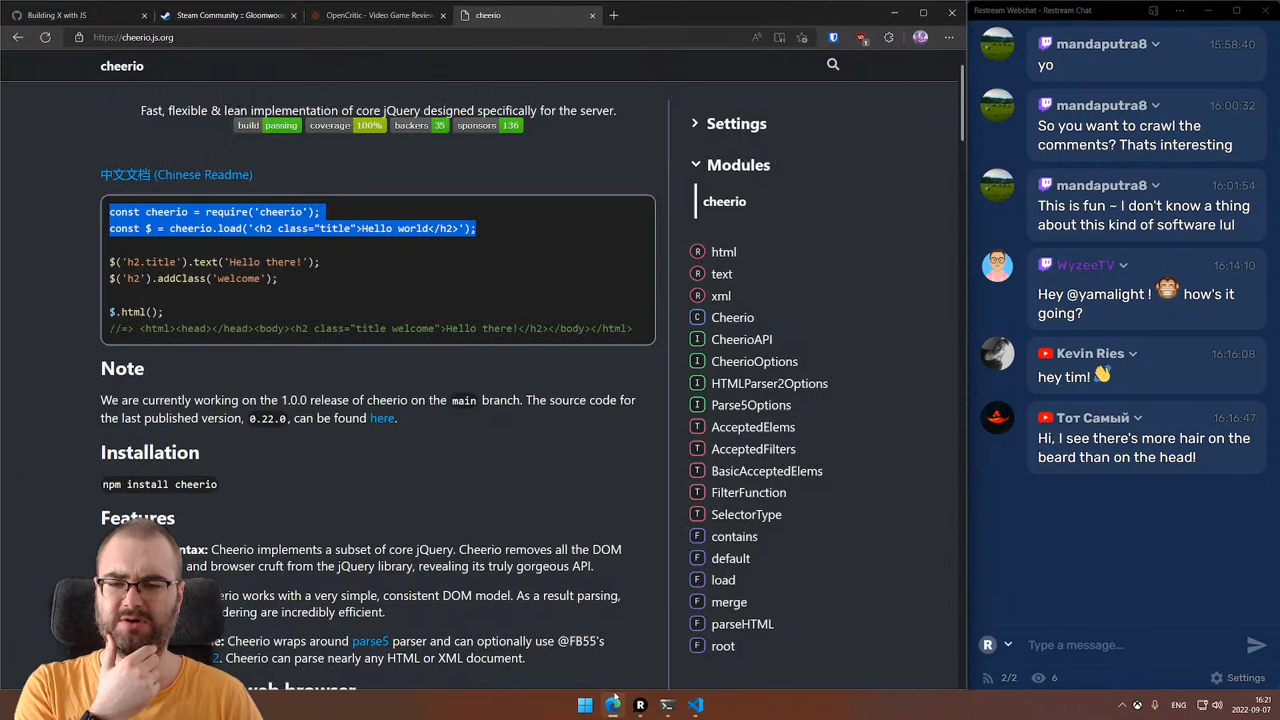 Building X with JS
Steam Community :: Gloomwoo
OpenCritic - Video Game Review
cheerio
https://cheerio.js.org
cheerio
Fast, flexible & lean implementation of core jQuery designed specifically for the server.
build passing coverage 100% backers 35 sponsors 136
中文文档 (Chinese Readme)
const cheerio = require('cheerio');
const $ = cheerio.load('<h2 class="title">Hello world</h2>');
$('h2.title').text('Hello there!');
$('h2').addClass('welcome');
$.html();
//=> <html><head></head><body><h2 class="title welcome">Hello there!</h2></body></html>
Note
We are currently working on the 1.0.0 release of cheerio on the main branch. The source code for
the last published version, 0.22.0, can be found here.
Installation
npm install cheerio
Features
ntax: Cheerio implements a subset of core jQuery. Cheerio removes all the DOM
and browser cruft from the jQuery library, revealing its truly gorgeous API.
eerio works with a very simple, consistent DOM model. As a result parsing,
dering are incredibly efficient.
e: Cheerio wraps around parse5 parser and can optionally use @FB55's
2. Cheerio can parse nearly any HTML or XML document.
web browser
Settings
Modules
cheerio
R html
R text
R xml
C Cheerio
I CheerioAPI
I CheerioOptions
I HTMLParser2Options
I Parse5Options
T AcceptedElems
T AcceptedFilters
T BasicAcceptedElems
T FilterFunction
T SelectorType
F contains
F default
F load
F merge
F parseHTML
F root
Restream Webchat - Restream Chat
mandaputra8 15:58:40
yo
mandaputra8 16:00:32
So you want to crawl the
comments? Thats interesting
mandaputra8 16:01:54
This is fun ~ I don't know a thing
about this kind of software lul
WyzeeTV 16:14:10
Hey @yamalight ! how's it
going?
Kevin Ries 16:16:08
hey tim!
Тот Самый 16:16:47
Hi, I see there's more hair on the
beard than on the head!
R Type a message...
2/2 6 Settings
16:21
2022-09-07